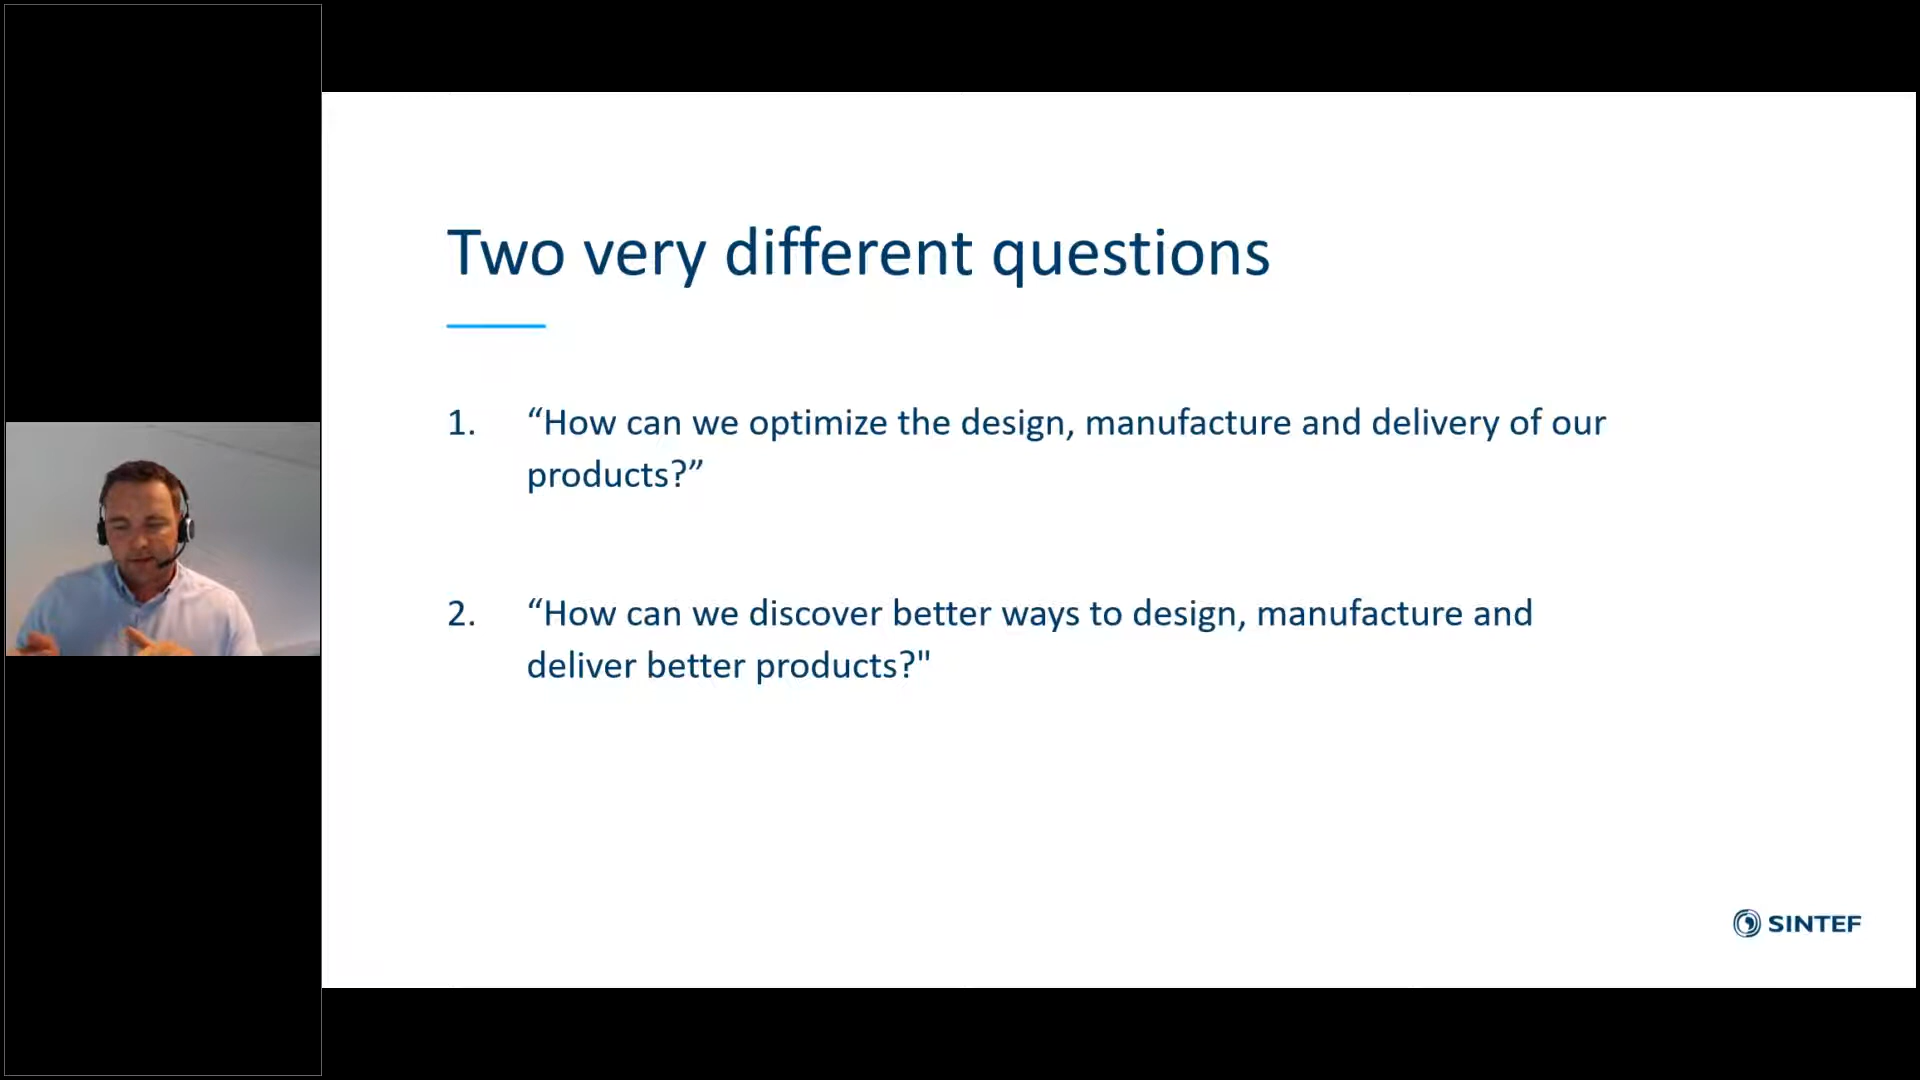 Two very different questions
1. “How can we optimize the design, manufacture and delivery of our
products?”
2. “How can we discover better ways to design, manufacture and
deliver better products?"
SINTEF